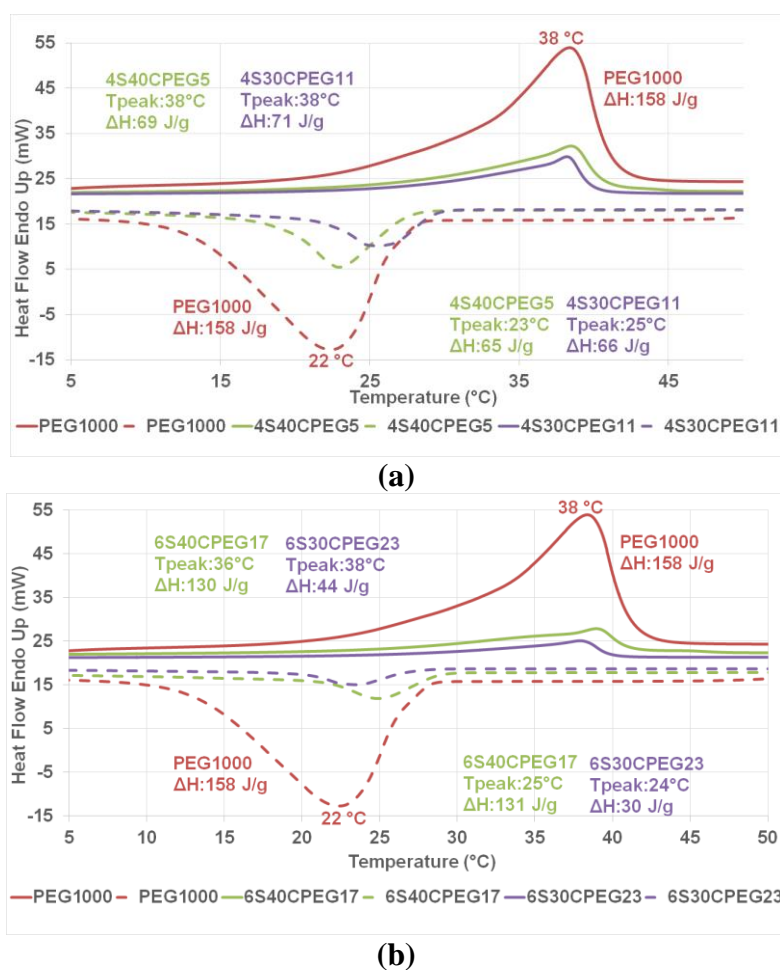 55
45
35
25
15
5
-5
-15
Heat Flow Endo Up (mW)
4S40CPEG5
Tpeak:38°C
ΔH:69 J/g
4S30CPEG11
Tpeak:38°C
ΔH:71 J/g
38 °C
PEG1000
ΔH:158 J/g
PEG1000
ΔH:158 J/g
22 °C
4S40CPEG5
Tpeak:23°C
ΔH:65 J/g
4S30CPEG11
Tpeak:25°C
ΔH:66 J/g
5 15 25 35 45
Temperature (°C)
PEG1000 PEG1000 4S40CPEG5 4S40CPEG5 4S30CPEG11 4S30CPEG11
(a)
55
45
35
25
15
5
-5
-15
Heat Flow Endo Up (mW)
6S40CPEG17
Tpeak:36°C
ΔH:130 J/g
6S30CPEG23
Tpeak:38°C
ΔH:44 J/g
38 °C
PEG1000
ΔH:158 J/g
PEG1000
ΔH:158 J/g
22 °C
6S40CPEG17
Tpeak:25°C
ΔH:131 J/g
6S30CPEG23
Tpeak:24°C
ΔH:30 J/g
5 10 15 20 25 30 35 40 45 50
Temperature (°C)
PEG1000 PEG1000 6S40CPEG17 6S40CPEG17 6S30CPEG23 6S30CPEG23
(b)